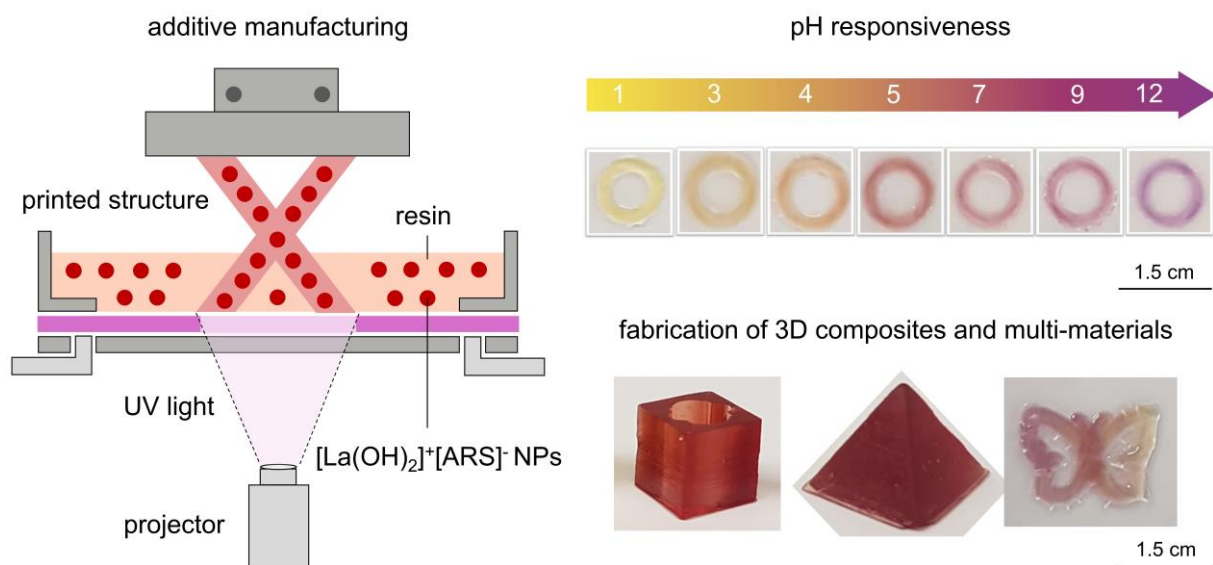 additive manufacturing
printed structure
resin
UV light
[La(OH)₂]⁺[ARS]⁻ NPs
projector
pH responsiveness
1 3 4 5 7 9 12
1.5 cm
fabrication of 3D composites and multi-materials
1.5 cm